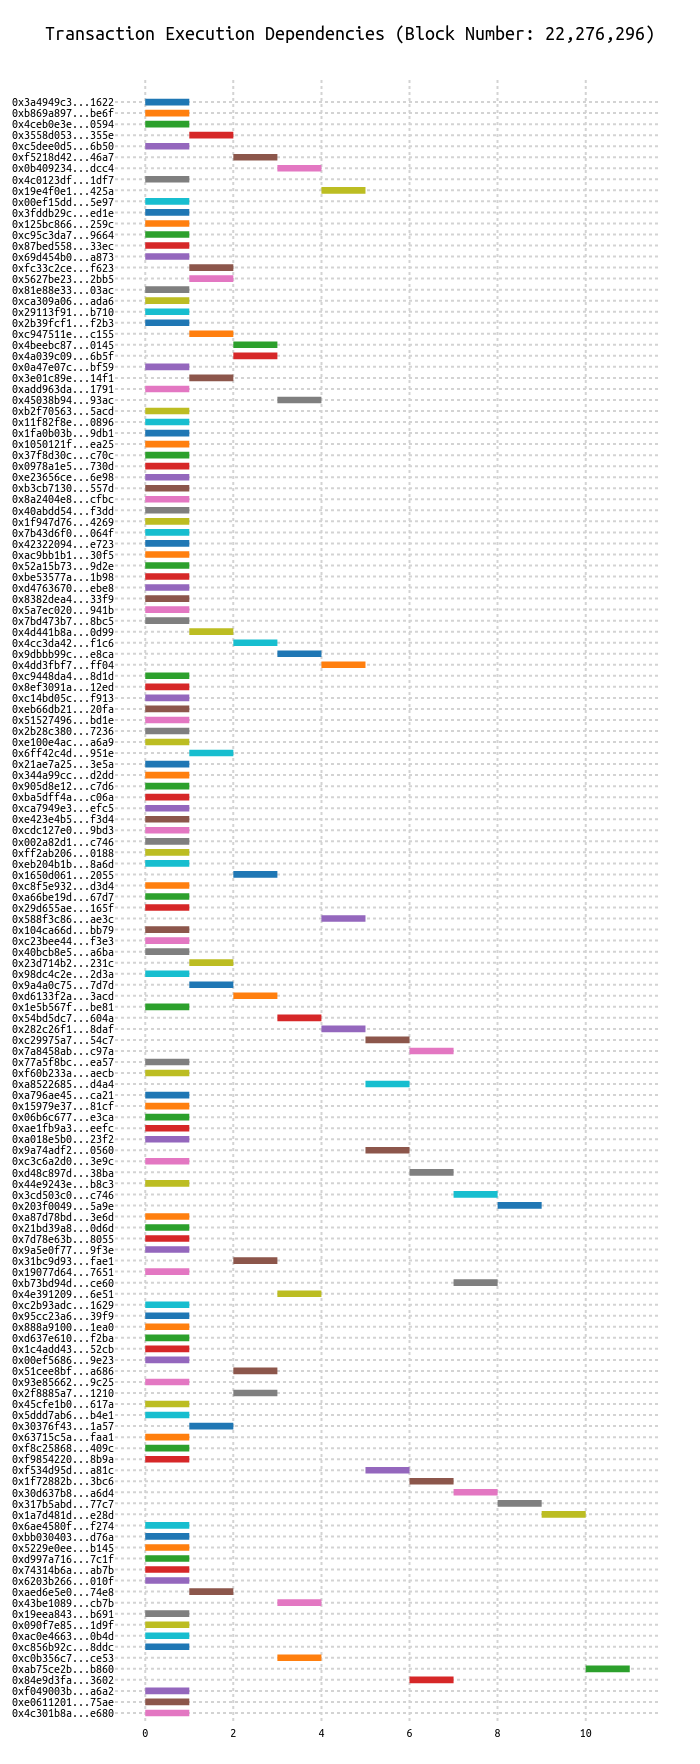 Transaction Execution Dependencies (Block Number: 22,276,296)
0x3a4949c3...1622
0xb869a897...be6f
0x4ceb0e3e...0594
0x3558d053...355e
0xc5dee0d5...6b50
0xf5218d42...46a7
0x0b409234...dcc4
0x4c0123df...1df7
0x19e4f0e1...425a
0x00ef15dd...5e97
0x3fddb29c...ed1e
0x125bc866...259c
0xc95c3da7...9664
0x87bed558...33ec
0x69d454b0...a873
0xfc33c2ce...f623
0x5627be23...2bb5
0x81e88e33...03ac
0xca309a06...ada6
0x29113f91...b710
0x2b39fcf1...f2b3
0xc947511e...c155
0x4beebc87...0145
0x4a039c09...6b5f
0x0a47e07c...bf59
0x3e01c89e...14f1
0xadd963da...1791
0x45038b94...93ac
0xb2f70563...5acd
0x11f82f8e...0896
0x1fa0b03b...9db1
0x1050121f...ea25
0x37f8d30c...c70c
0x0978a1e5...730d
0xe23656ce...6e98
0xb3cb7130...557d
0x8a2404e8...cfbc
0x40abdd54...f3dd
0x1f947d76...4269
0x7b43d6f0...064f
0x42322094...e723
0xac9bb1b1...30f5
0x52a15b73...9d2e
0xbe53577a...1b98
0xd4763670...ebe8
0x8382dea4...33f9
0x5a7ec020...941b
0x7bd473b7...8bc5
0x4d441b8a...0d99
0x4cc3da42...f1c6
0x9dbbb99c...e8ca
0x4dd3fbf7...ff04
0xc9448da4...8d1d
0x8ef3091a...12ed
0xc14bd05c...f913
0xeb66db21...20fa
0x51527496...bd1e
0x2b28c380...7236
0xe100e4ac...a6a9
0x6ff42c4d...951e
0x21ae7a25...3e5a
0x344a99cc...d2dd
0x905d8e12...c7d6
0xba5dff4a...c06a
0xca7949e3...efc5
0xe423e4b5...f3d4
0xcdc127e0...9bd3
0x002a82d1...c746
0xff2ab206...0188
0xeb204b1b...8a6d
0x1650d061...2055
0xc8f5e932...d3d4
0xa66be19d...67d7
0x29d655ae...165f
0x588f3c86...ae3c
0x104ca66d...bb79
0xc23bee44...f3e3
0x40bcb8e5...a6ba
0x23d714b2...231c
0x98dc4c2e...2d3a
0x9a4a0c75...7d7d
0xd6133f2a...3acd
0x1e5b567f...be81
0x54bd5dc7...604a
0x282c26f1...8daf
0xc29975a7...54c7
0x7a8458ab...c97a
0x77a5f8bc...ea57
0xf60b233a...aecb
0xa8522685...d4a4
0xa796ae45...ca21
0x15979e37...81cf
0x06b6c677...e3ca
0xae1fb9a3...eefc
0xa018e5b0...23f2
0x9a74adf2...0560
0xc3c6a2d0...3e9c
0xd48c897d...38ba
0x44e9243e...b8c3
0x3cd503c0...c746
0x203f0049...5a9e
0xa87d78bd...3e6d
0x21bd39a8...0d6d
0x7d78e63b...8055
0x9a5e0f77...9f3e
0x31bc9d93...fae1
0x19077d64...7651
0xb73bd94d...ce60
0x4e391209...6e51
0xc2b93adc...1629
0x95cc23a6...39f9
0x888a9100...1ea0
0xd637e610...f2ba
0x1c4add43...52cb
0x00ef5686...9e23
0x51cee8bf...a686
0x93e85662...9c25
0x2f8885a7...1210
0x45cfe1b0...617a
0x5ddd7ab6...b4e1
0x30376f43...1a57
0x63715c5a...faa1
0xf8c25868...409c
0xf9854220...8b9a
0xf534d95d...a81c
0x1f72882b...3bc6
0x30d637b8...a6d4
0x317b5abd...77c7
0x1a7d481d...e28d
0x6ae4580f...f274
0xbb030403...d76a
0x5229e0ee...b145
0xd997a716...7c1f
0x74314b6a...ab7b
0x6203b266...010f
0xaed6e5e0...74e8
0x43be1089...cb7b
0x19eea843...b691
0x090f7e85...1d9f
0xac0e4663...0b4d
0xc856b92c...8ddc
0xc0b356c7...ce53
0xab75ce2b...b860
0x84e9d3fa...3602
0xf049003b...a6a2
0xe0611201...75ae
0x4c301b8a...e680
0 2 4 6 8 10